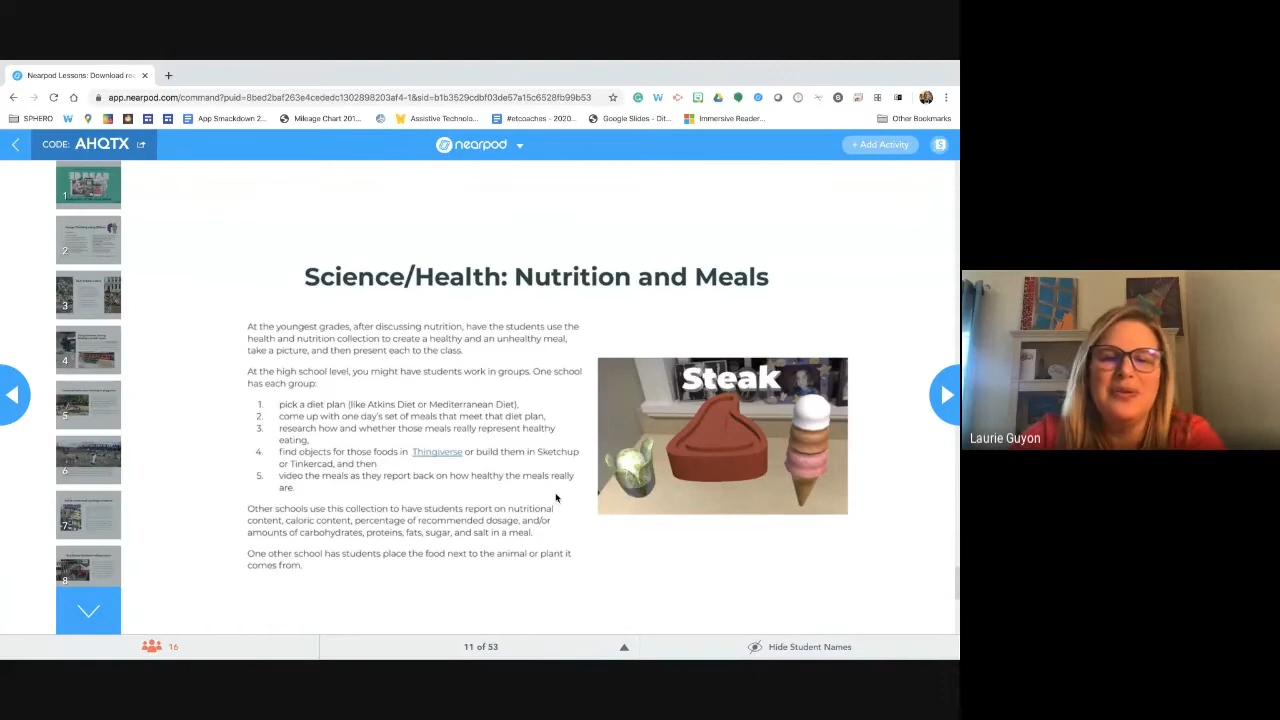 Nearpod Lessons: Download re
app.nearpod.com/command?puid=8bed2baf263e4cededc1302898203af4-1&sid=b1b3529cdbf03de57a15c6528fb99b53
SPHERO
App Smackdown 2...
Mileage Chart 201...
Assistive Technolo...
#etcoaches - 2020...
Google Slides - Dit...
Immersive Reader...
Other Bookmarks
CODE: AHQTX
nearpod
+ Add Activity
S
1
2
3
4
5
6
7
8
Science/Health: Nutrition and Meals
At the youngest grades, after discussing nutrition, have the students use the
health and nutrition collection to create a healthy and an unhealthy meal,
take a picture, and then present each to the class.
At the high school level, you might have students work in groups. One school
has each group:
1. pick a diet plan (like Atkins Diet or Mediterranean Diet),
2. come up with one day's set of meals that meet that diet plan,
3. research how and whether those meals really represent healthy
eating,
4. find objects for those foods in Thingiverse or build them in Sketchup
or Tinkercad, and then
5. video the meals as they report back on how healthy the meals really
are.
Other schools use this collection to have students report on nutritional
content, caloric content, percentage of recommended dosage, and/or
amounts of carbohydrates, proteins, fats, sugar, and salt in a meal.
One other school has students place the food next to the animal or plant it
comes from.
Steak
16
11 of 53
Hide Student Names
Laurie Guyon